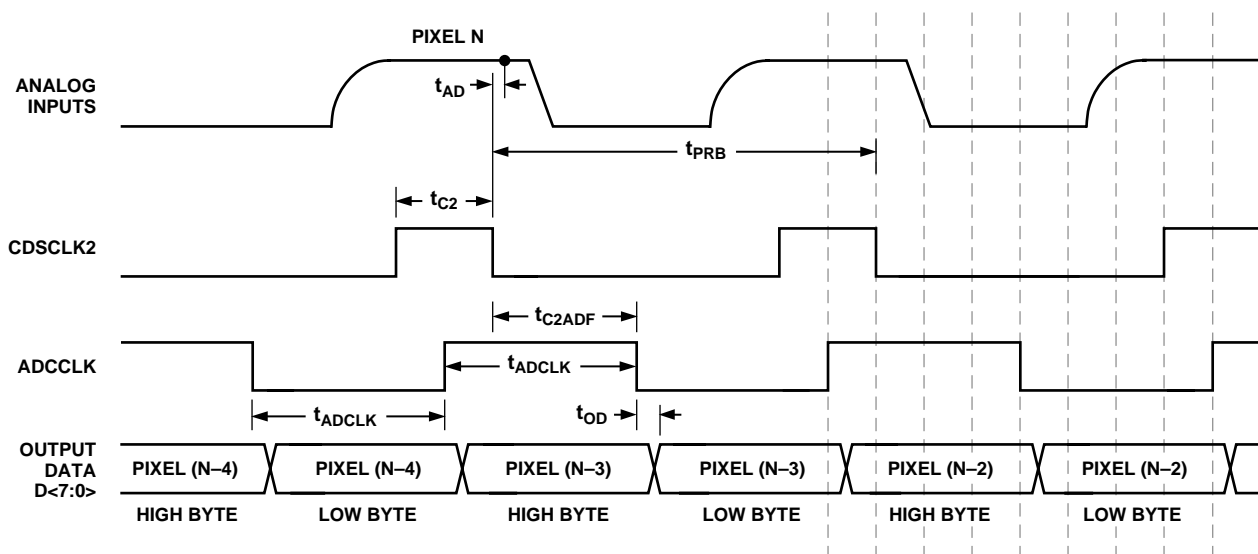 PIXEL N
ANALOG
INPUTS
tAD
tPRB
tC2
CDSCLK2
tC2ADF
ADCCLK
tADCLK
tADCLK
tOD
OUTPUT
DATA
D<7:0>
PIXEL (N–4) PIXEL (N–4) PIXEL (N–3) PIXEL (N–3) PIXEL (N–2) PIXEL (N–2)
HIGH BYTE LOW BYTE HIGH BYTE LOW BYTE HIGH BYTE LOW BYTE